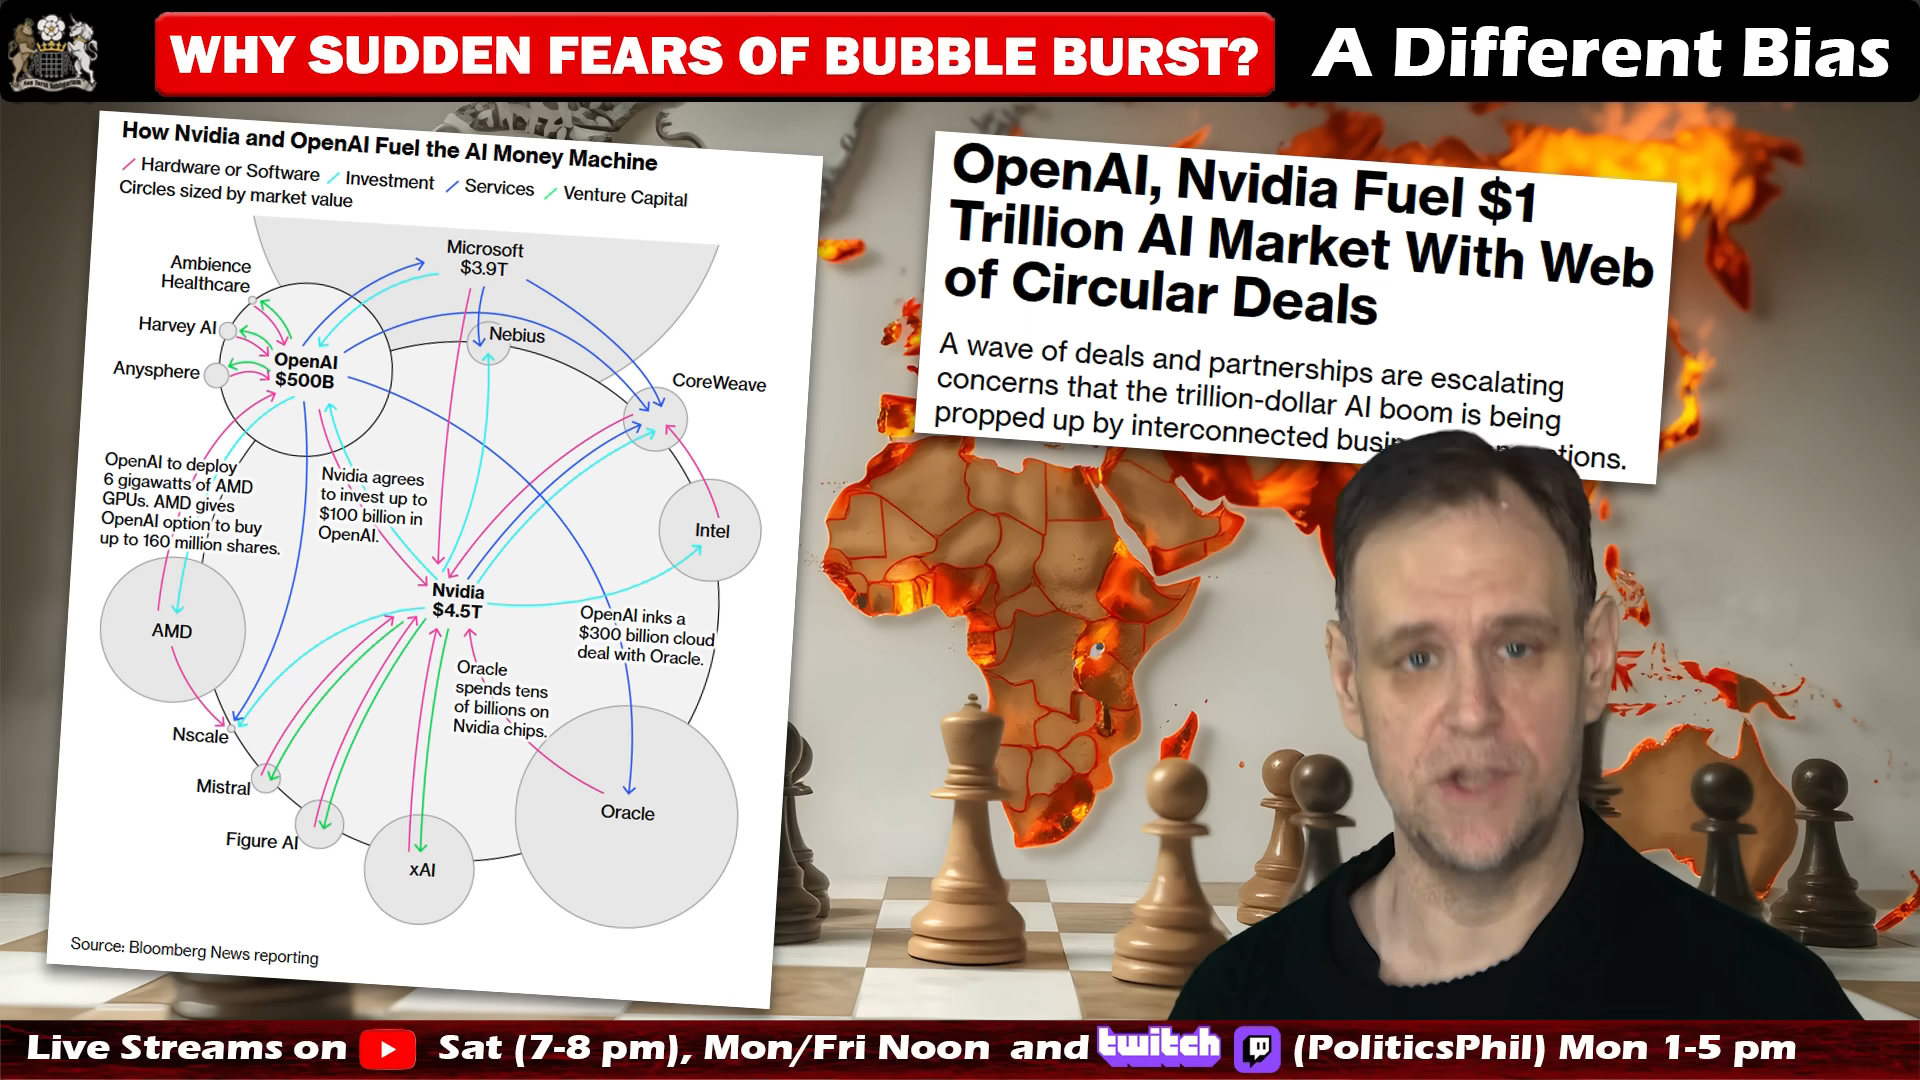 WHY SUDDEN FEARS OF BUBBLE BURST?
A Different Bias
How Nvidia and OpenAI Fuel the AI Money Machine
Hardware or Software Investment Services Venture Capital
Circles sized by market value
Microsoft
$3.9T
Ambience
Healthcare
Harvey AI
Anysphere
OpenAI
$500B
Nebius
CoreWeave
OpenAI to deploy
6 gigawatts of AMD
GPUs. AMD gives
OpenAI option to buy
up to 160 million shares.
Nvidia agrees
to invest up to
$100 billion in
OpenAI.
Intel
Nvidia
$4.5T
AMD
OpenAI inks a
$300 billion cloud
deal with Oracle.
Oracle
spends tens
of billions on
Nvidia chips.
Nscale
Mistral
Figure AI
xAI
Oracle
Source: Bloomberg News reporting
OpenAI, Nvidia Fuel $1
Trillion AI Market With Web
of Circular Deals
A wave of deals and partnerships are escalating
concerns that the trillion-dollar AI boom is being
propped up by interconnected
Live Streams on Sat (7-8 pm), Mon/Fri Noon and twitch (PoliticsPhil) Mon 1-5 pm